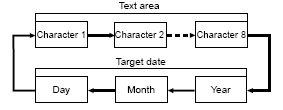 Text area
Character 1 Character 2 Character 8
Target date
Day Month Year